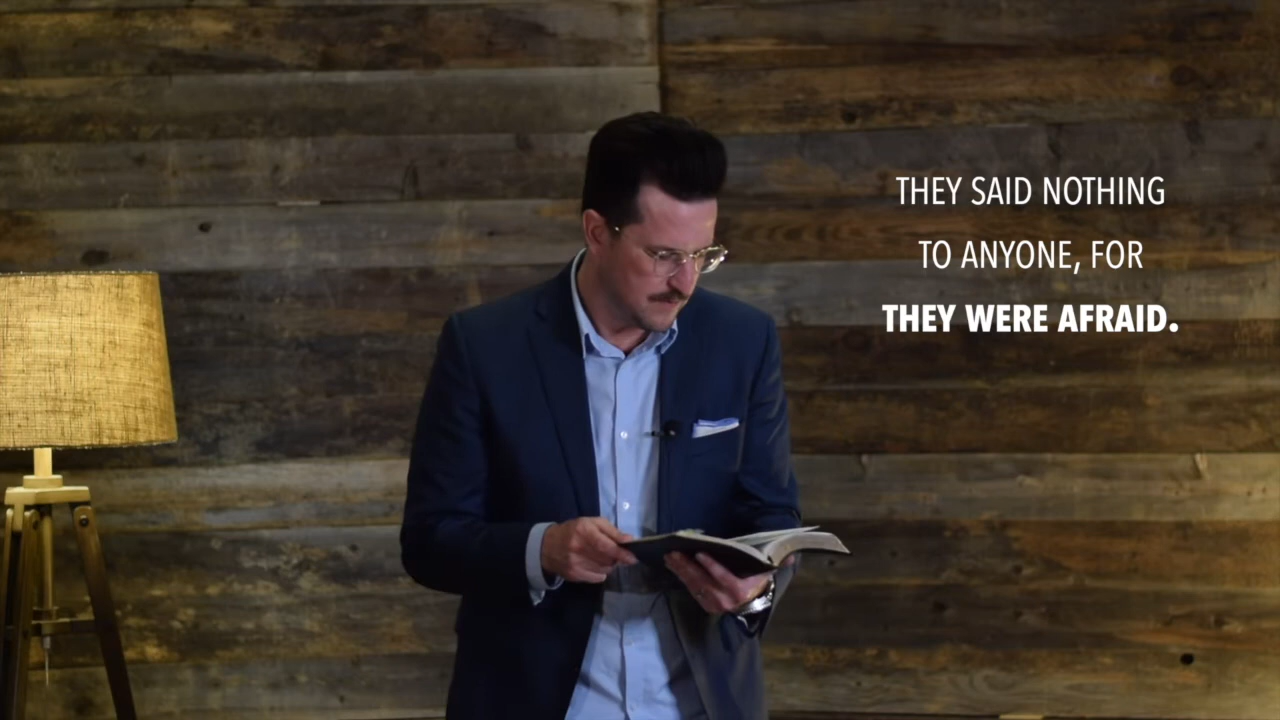 THEY SAID NOTHING
TO ANYONE, FOR
THEY WERE AFRAID.